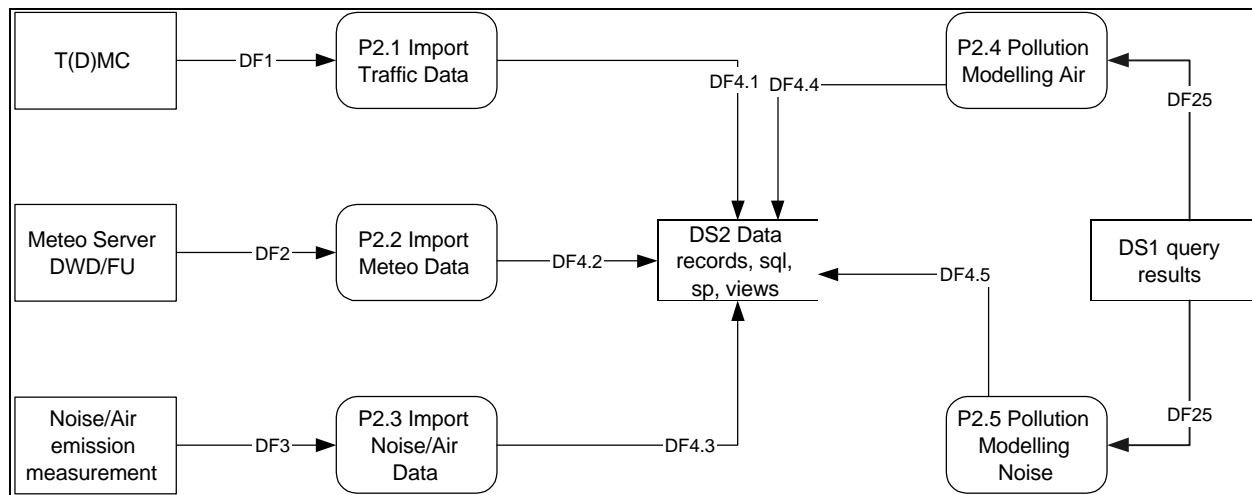 T(D)MC
DF1
P2.1 Import
Traffic Data
DF4.1
DF4.4
P2.4 Pollution
Modelling Air
DF25
Meteo Server
DWD/FU
DF2
P2.2 Import
Meteo Data
DF4.2
DS2 Data
records, sql,
sp, views
DF4.5
DS1 query
results
Noise/Air
emission
measurement
DF3
P2.3 Import
Noise/Air
Data
DF4.3
P2.5 Pollution
Modelling
Noise
DF25